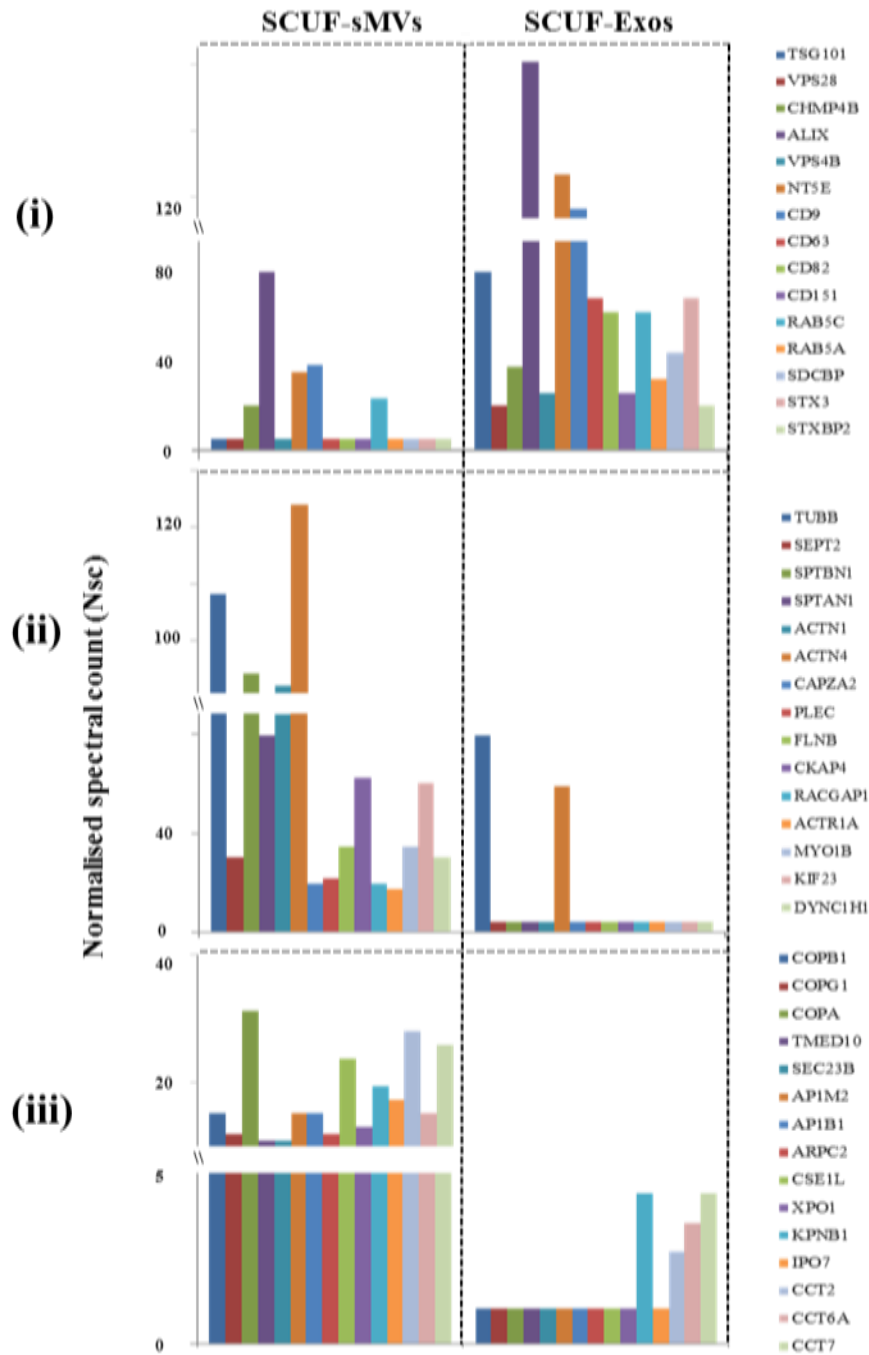 SCUF-sMVs SCUF-Exos
(i)
120
80
40
0
TSG101
VPS28
CHMP4B
ALIX
VPS4B
NT5E
CD9
CD63
CD82
CD151
RAB5C
RAB5A
SDCBP
STX3
STXBP2
Normalised spectral count (Nsc)
(ii)
120
100
40
0
TUBB
SEPT2
SPTBN1
SPTAN1
ACTN1
ACTN4
CAPZA2
PLEC
FLNB
CKAP4
RACGAP1
ACTR1A
MYO1B
KIF23
DYNC1H1
(iii)
40
20
5
0
COPB1
COPG1
COPA
TMED10
SEC23B
AP1M2
AP1B1
ARPC2
CSE1L
XPO1
KPNB1
IPO7
CCT2
CCT6A
CCT7